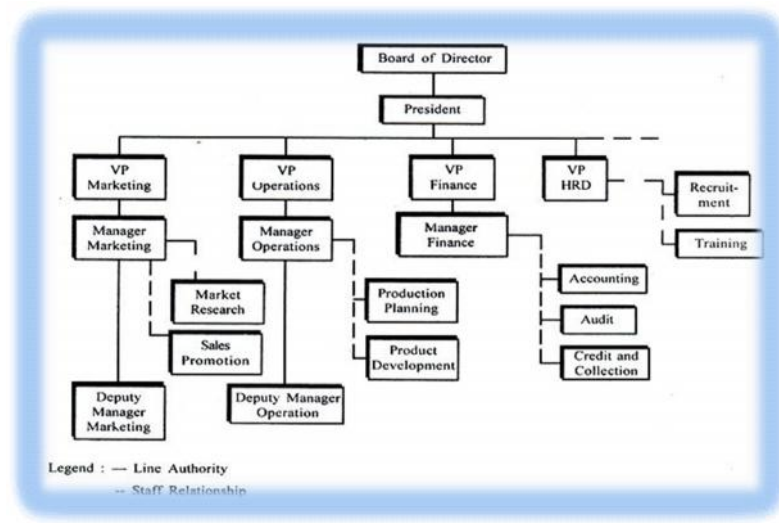 Board of Director
President
VP
Marketing
VP
Operations
VP
Finance
VP
HRD
Recruit-
ment
Training
Manager
Marketing
Manager
Operations
Manager
Finance
Market
Research
Sales
Promotion
Production
Planning
Product
Development
Accounting
Audit
Credit and
Collection
Deputy
Manager
Marketing
Deputy Manager
Operation
Legend : — Line Authority
-- Staff Relationship